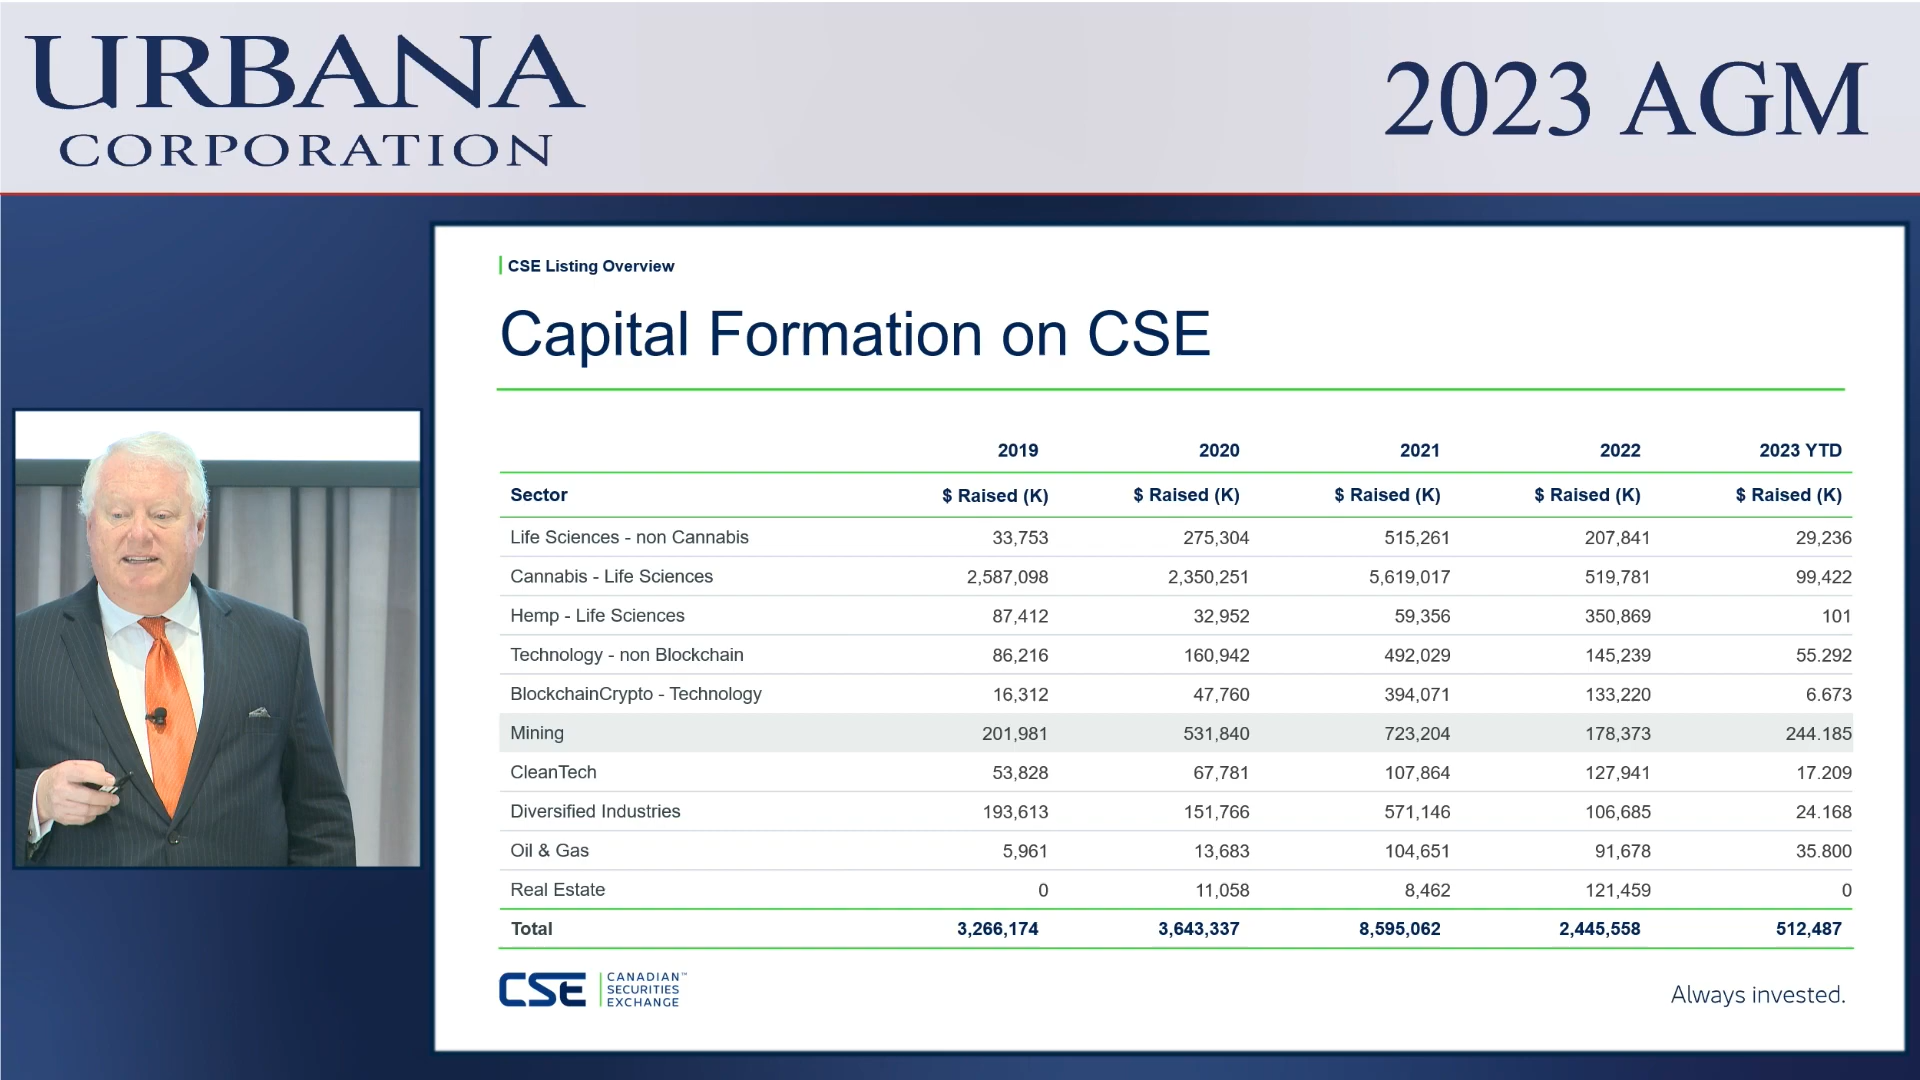 URBANA
CORPORATION
2023 AGM
CSE Listing Overview
Capital Formation on CSE
2019 2020 2021 2022 2023 YTD
Sector $ Raised (K) $ Raised (K) $ Raised (K) $ Raised (K) $ Raised (K)
Life Sciences - non Cannabis 33,753 275,304 515,261 207,841 29,236
Cannabis - Life Sciences 2,587,098 2,350,251 5,619,017 519,781 99,422
Hemp - Life Sciences 87,412 32,952 59,356 350,869 101
Technology - non Blockchain 86,216 160,942 492,029 145,239 55.292
BlockchainCrypto - Technology 16,312 47,760 394,071 133,220 6.673
Mining 201,981 531,840 723,204 178,373 244.185
CleanTech 53,828 67,781 107,864 127,941 17.209
Diversified Industries 193,613 151,766 571,146 106,685 24.168
Oil & Gas 5,961 13,683 104,651 91,678 35.800
Real Estate 0 11,058 8,462 121,459 0
Total 3,266,174 3,643,337 8,595,062 2,445,558 512,487
CSE
CANADIAN™
SECURITIES
EXCHANGE
Always invested.